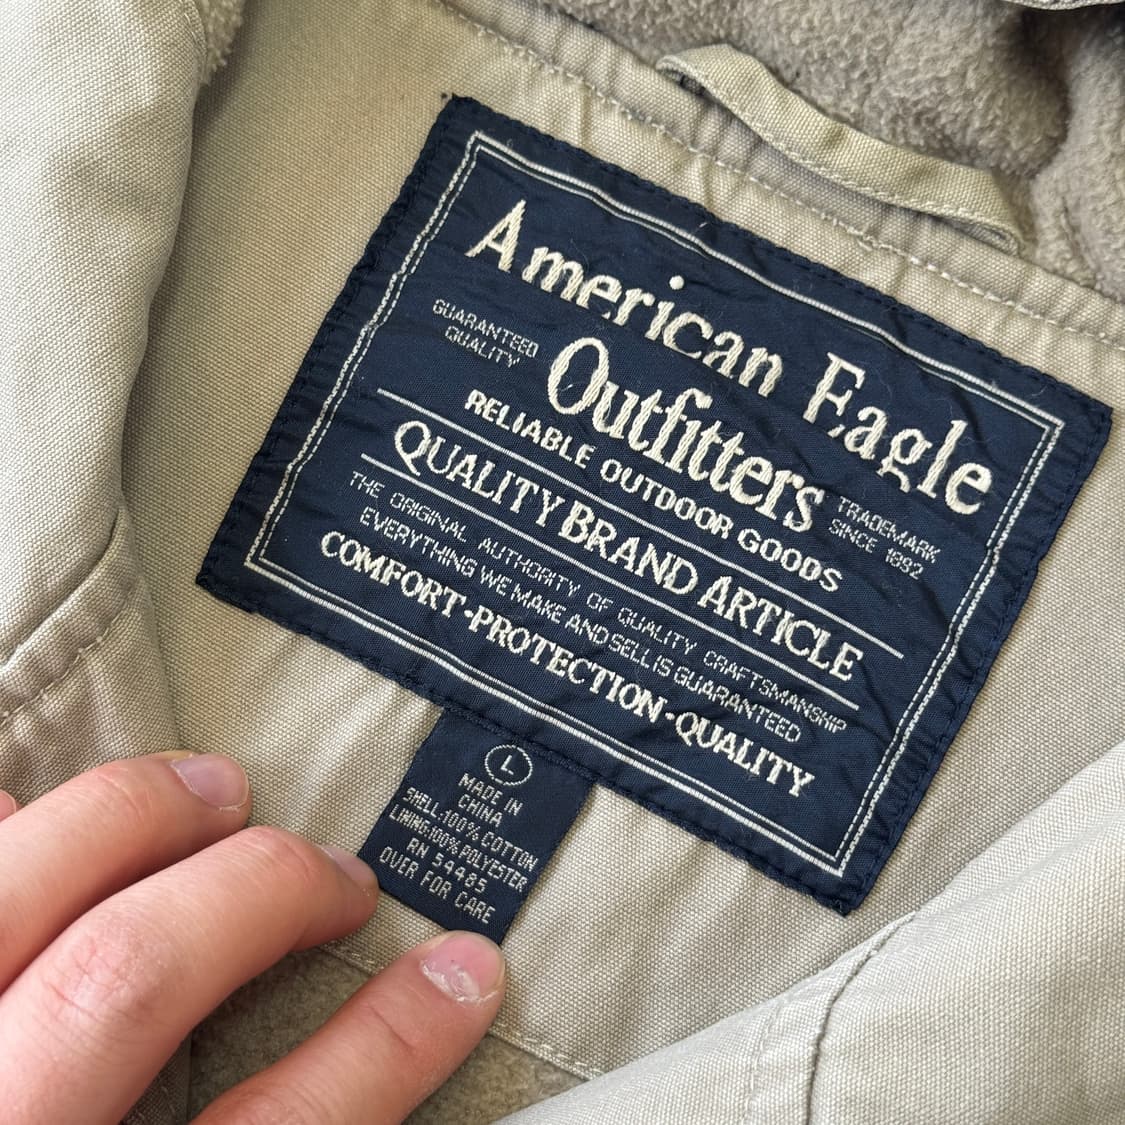 American Eagle
GUARANTEED
QUALITY
Outfitters
TRADEMARK
SINCE 1892
RELIABLE OUTDOOR GOODS
QUALITY BRAND ARTICLE
THE ORIGINAL AUTHORITY OF QUALITY CRAFTSMANSHIP
EVERYTHING WE MAKE AND SELL IS GUARANTEED
COMFORT·PROTECTION·QUALITY
L
MADE IN
CHINA
SHELL:100% COTTON
LINING:100% POLYESTER
RN 54485
OVER FOR CARE